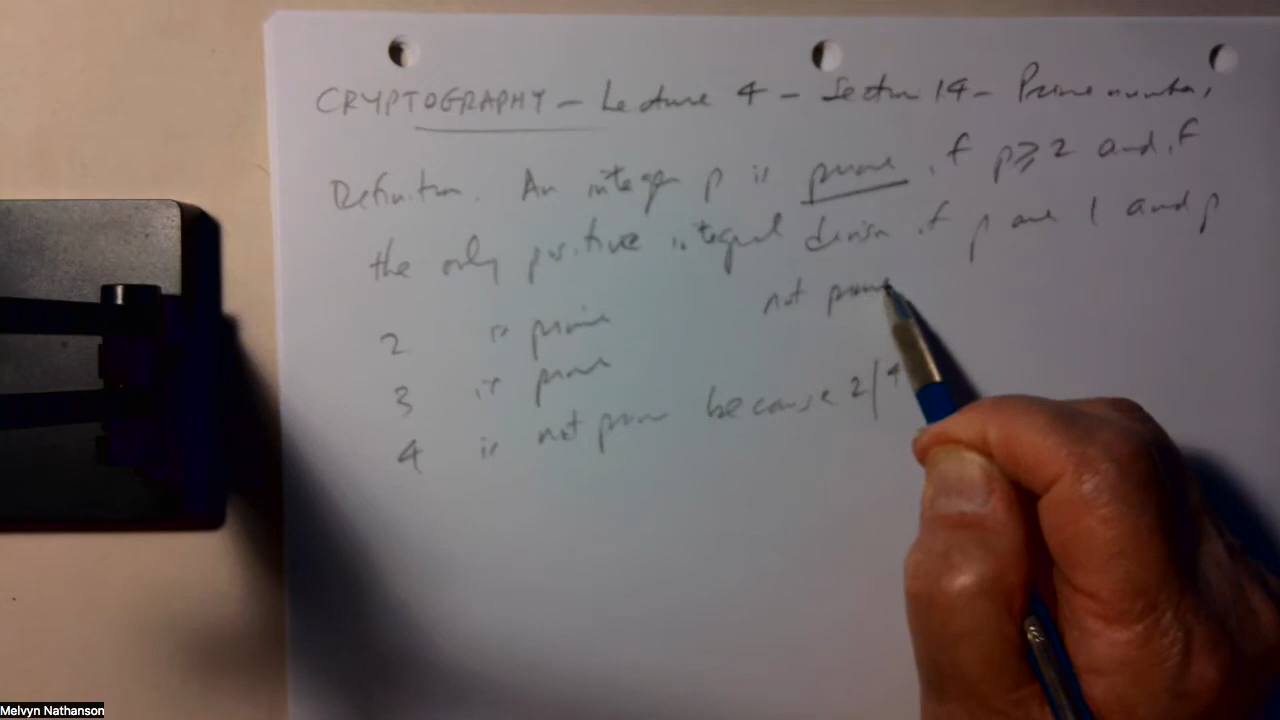 CRYPTOGRAPHY - Lecture 4 - Section 14 - Prime numbers
Definition. An integer p is prime if p ≥ 2 and if
the only positive integral divisors of p are 1 and p
not prime
2 is prime
3 is prime
4 is not prime because 2|4
Melvyn Nathanson